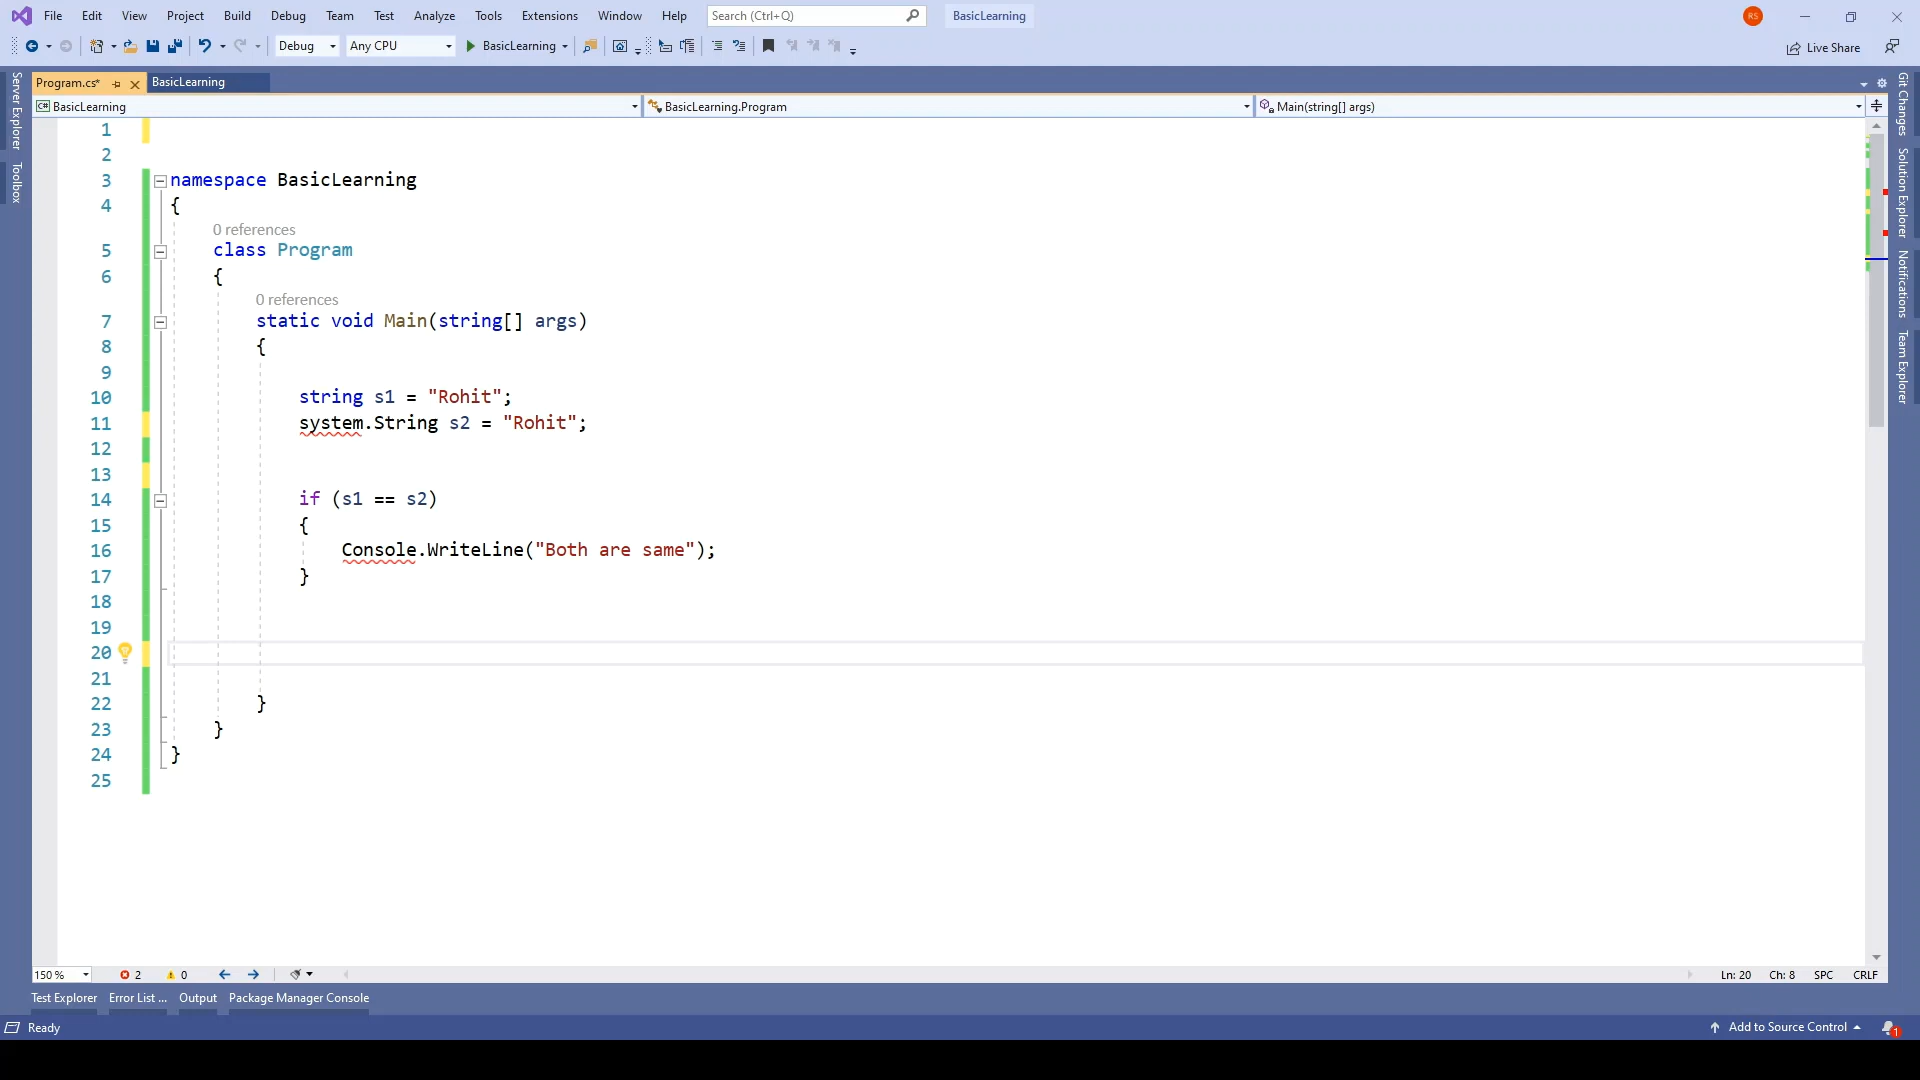 File Edit View Project Build Debug Team Test Analyze Tools Extensions Window Help Search (Ctrl+Q) BasicLearning RS
Debug Any CPU BasicLearning Live Share
Program.cs* BasicLearning
BasicLearning BasicLearning.Program Main(string[] args)
Server Explorer
Toolbox
1
2
3 namespace BasicLearning
4 {
0 references
5 class Program
6 {
0 references
7 static void Main(string[] args)
8 {
9
10 string s1 = "Rohit";
11 system.String s2 = "Rohit";
12
13
14 if (s1 == s2)
15 {
16 Console.WriteLine("Both are same");
17 }
18
19
20
21
22 }
23 }
24 }
25
Git Changes
Solution Explorer
Notifications
Team Explorer
150 % 2 0 Ln: 20 Ch: 8 SPC CRLF
Test Explorer Error List ... Output Package Manager Console
Ready Add to Source Control 1